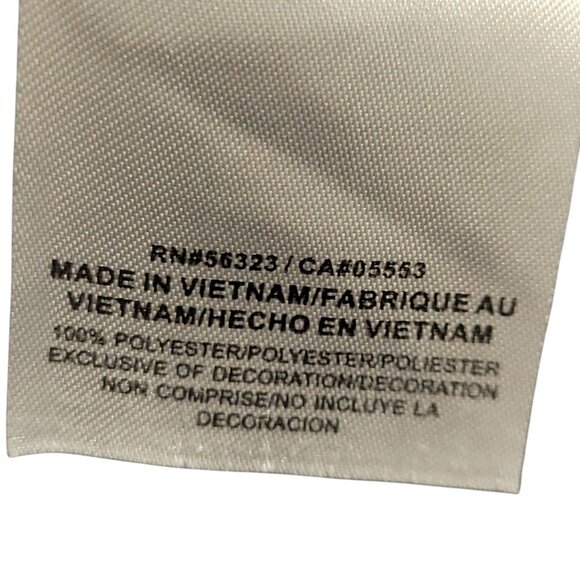 RN#56323 / CA#05553
MADE IN VIETNAM/FABRIQUE AU
VIETNAM/HECHO EN VIETNAM
100% POLYESTER/POLYESTER/POLIESTER
EXCLUSIVE OF DECORATION/DECORATION
NON COMPRISE/NO INCLUYE LA
DECORACION